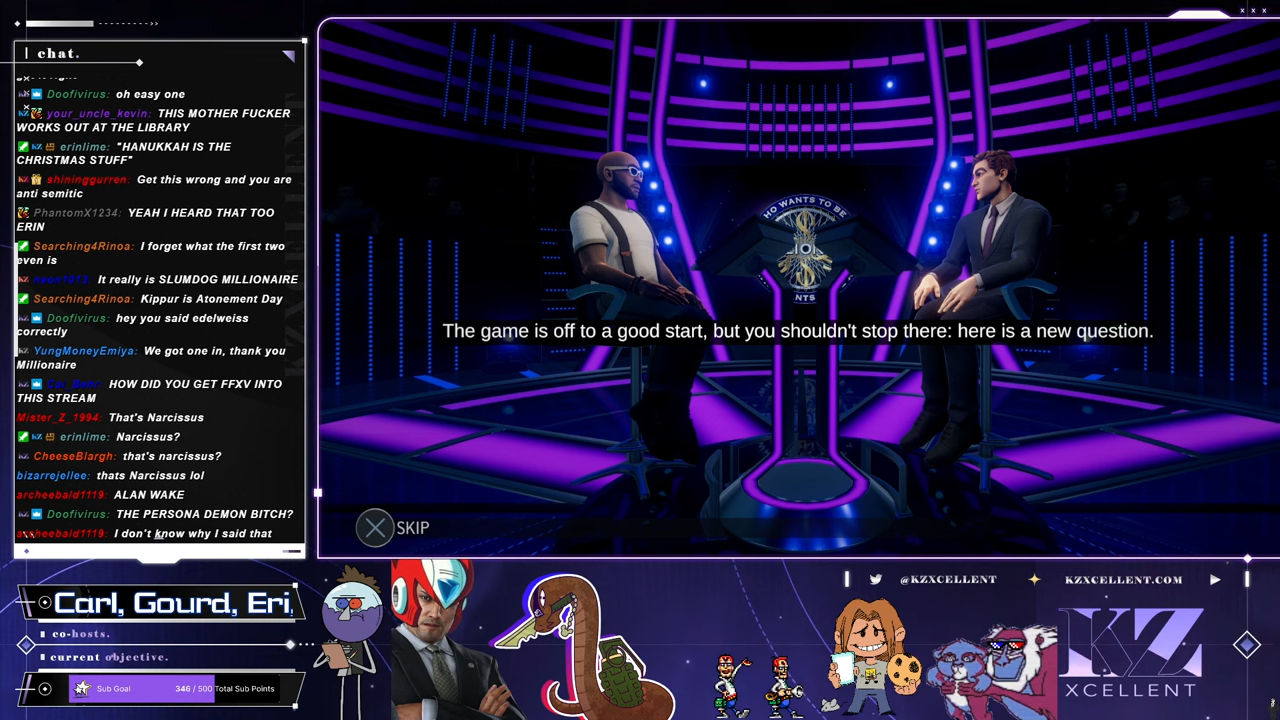 chat.
Doofivirus: oh easy one
your_uncle_kevin: THIS MOTHER FUCKER
WORKS OUT AT THE LIBRARY
erinlime: "HANUKKAH IS THE
CHRISTMAS STUFF"
shininggurren: Get this wrong and you are
anti semitic
PhantomX1234: YEAH I HEARD THAT TOO
ERIN
Searching4Rinoa: I forget what the first two
even is
It really is SLUMDOG MILLIONAIRE
Searching4Rinoa: Kippur is Atonement Day
Doofivirus: hey you said edelweiss
correctly
YungMoneyEmiya: We got one in, thank you
Millionaire
HOW DID YOU GET FFXV INTO
THIS STREAM
Mister_Z_1994: That's Narcissus
erinlime: Narcissus?
CheeseBlargh: that's narcissus?
bizarrejellee: thats Narcissus lol
archeebald1119: ALAN WAKE
Doofivirus: THE PERSONA DEMON BITCH?
archeebald1119: I don't know why I said that
HO WANTS TO BE
ANTS
The game is off to a good start, but you shouldn't stop there: here is a new question.
SKIP
Carl, Gourd, Eri
co-hosts.
current objective.
Sub Goal 346 / 500 Total Sub Points
@KZXCELLENT
KZXCELLENT.COM
KZ
XCELLENT